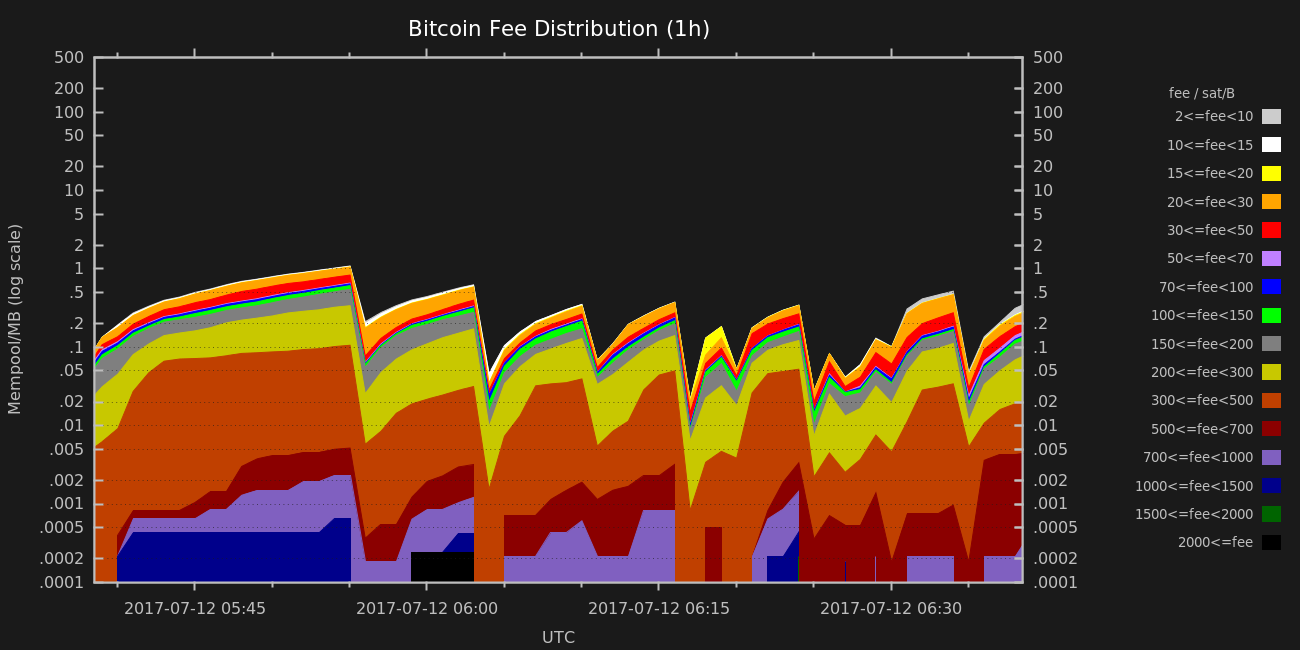 Bitcoin Fee Distribution (1h)
500 500
200 200
100 100
50 50
20 20
10 10
5 5
2 2
1 1
.5 .5
.2 .2
.1 .1
.05 .05
.02 .02
.01 .01
.005 .005
.002 .002
.001 .001
.0005 .0005
.0002 .0002
.0001 .0001
Mempool/MB (log scale)
2017-07-12 05:45 2017-07-12 06:00 2017-07-12 06:15 2017-07-12 06:30
UTC
fee / sat/B
2<=fee<10
10<=fee<15
15<=fee<20
20<=fee<30
30<=fee<50
50<=fee<70
70<=fee<100
100<=fee<150
150<=fee<200
200<=fee<300
300<=fee<500
500<=fee<700
700<=fee<1000
1000<=fee<1500
1500<=fee<2000
2000<=fee